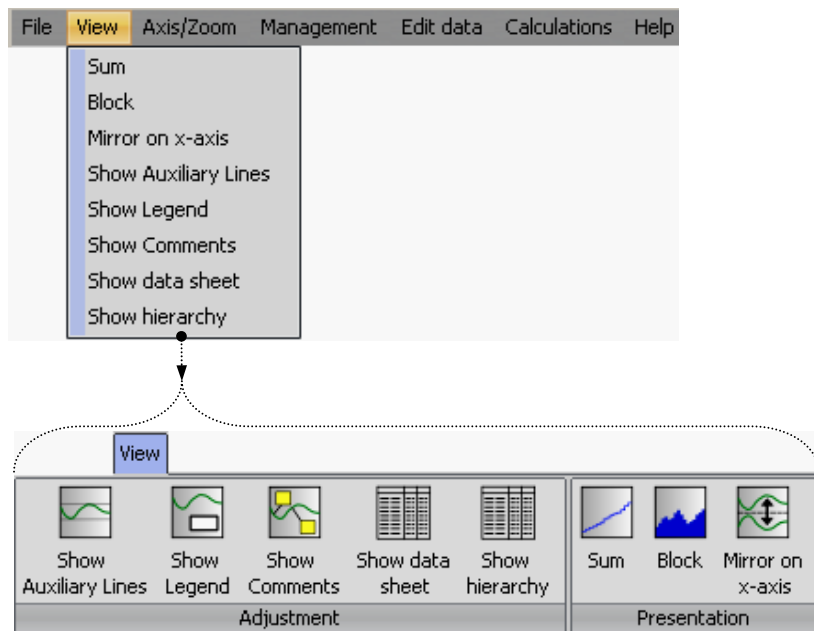 File View Axis/Zoom Management Edit data Calculations Help
Sum
Block
Mirror on x-axis
Show Auxiliary Lines
Show Legend
Show Comments
Show data sheet
Show hierarchy
View
Show Auxiliary Lines
Show Legend
Show Comments
Show data sheet
Show hierarchy
Sum
Block
Mirror on x-axis
Adjustment
Presentation